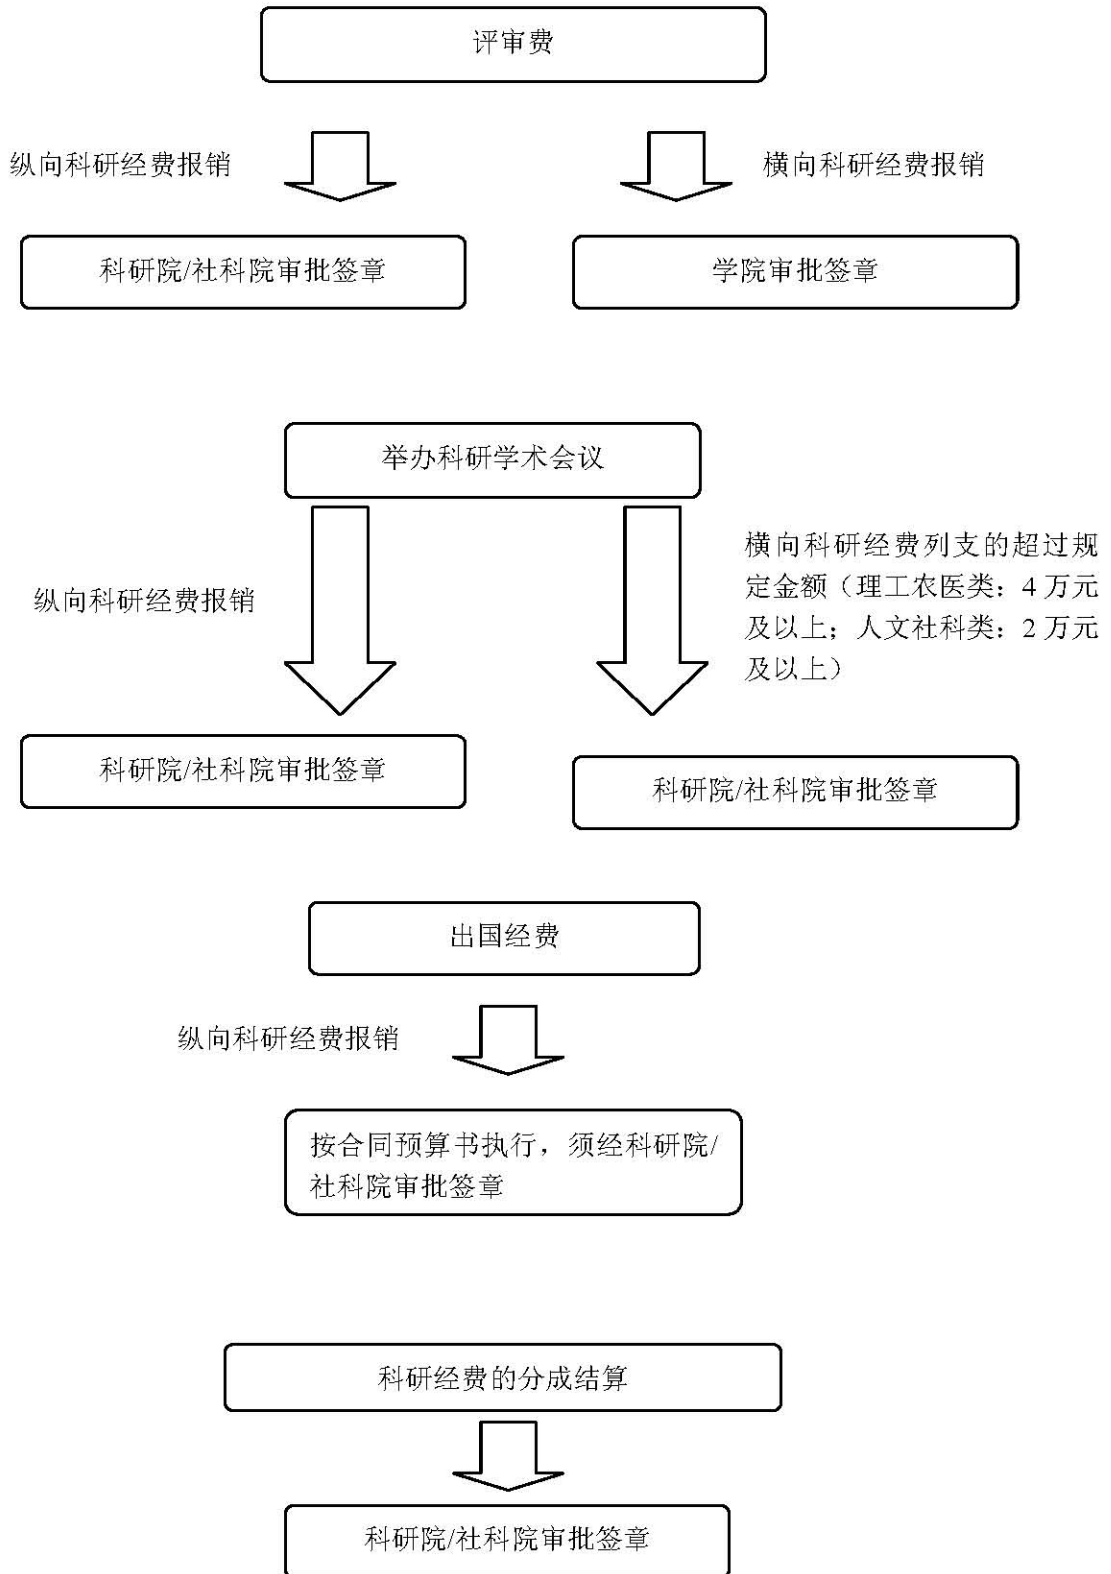 评审费
纵向科研经费报销
横向科研经费报销
科研院/社科院审批签章
学院审批签章
举办科研学术会议
纵向科研经费报销
横向科研经费列支的超过规
定金额（理工农医类：4 万元
及以上；人文社科类：2 万元
及以上）
科研院/社科院审批签章
科研院/社科院审批签章
出国经费
纵向科研经费报销
按合同预算书执行，须经科研院/
社科院审批签章
科研经费的分成结算
科研院/社科院审批签章